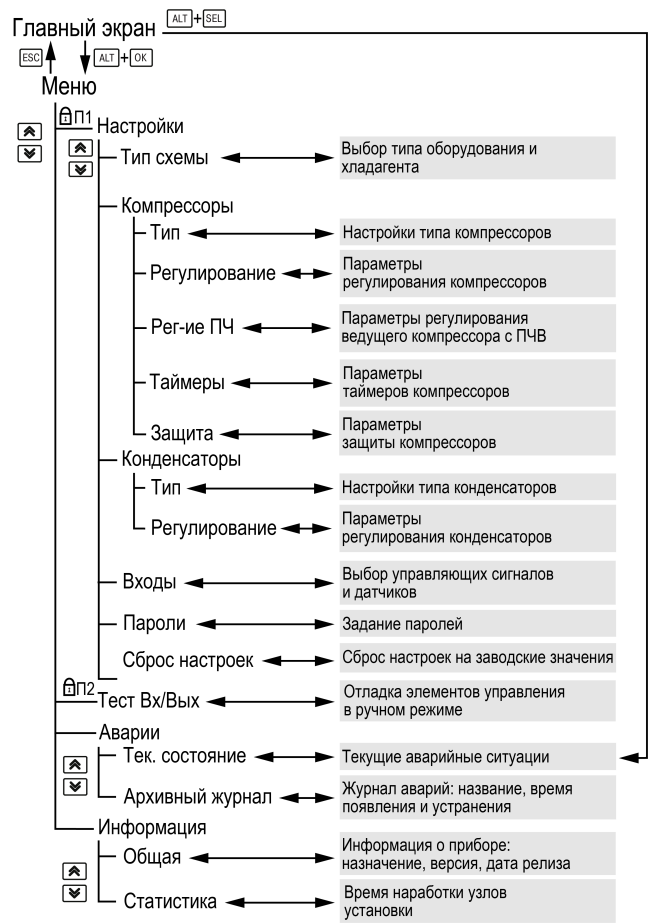 Главный экран ALT+SEL
ESC ALT+OK
Меню
П1
Настройки
Тип схемы Выбор типа оборудования и
хладагента
Компрессоры
Тип Настройки типа компрессоров
Регулирование Параметры
регулирования компрессоров
Рег-ие ПЧ Параметры регулирования
ведущего компрессора с ПЧВ
Таймеры Параметры
таймеров компрессоров
Защита Параметры
защиты компрессоров
Конденсаторы
Тип Настройки типа конденсаторов
Регулирование Параметры
регулирования конденсаторов
Входы Выбор управляющих сигналов
и датчиков
Пароли Задание паролей
Сброс настроек Сброс настроек на заводские значения
П2
Тест Вх/Вых Отладка элементов управления
в ручном режиме
Аварии
Тек. состояние Текущие аварийные ситуации
Архивный журнал Журнал аварий: название, время
появления и устранения
Информация
Общая Информация о приборе:
назначение, версия, дата релиза
Статистика Время наработки узлов
установки